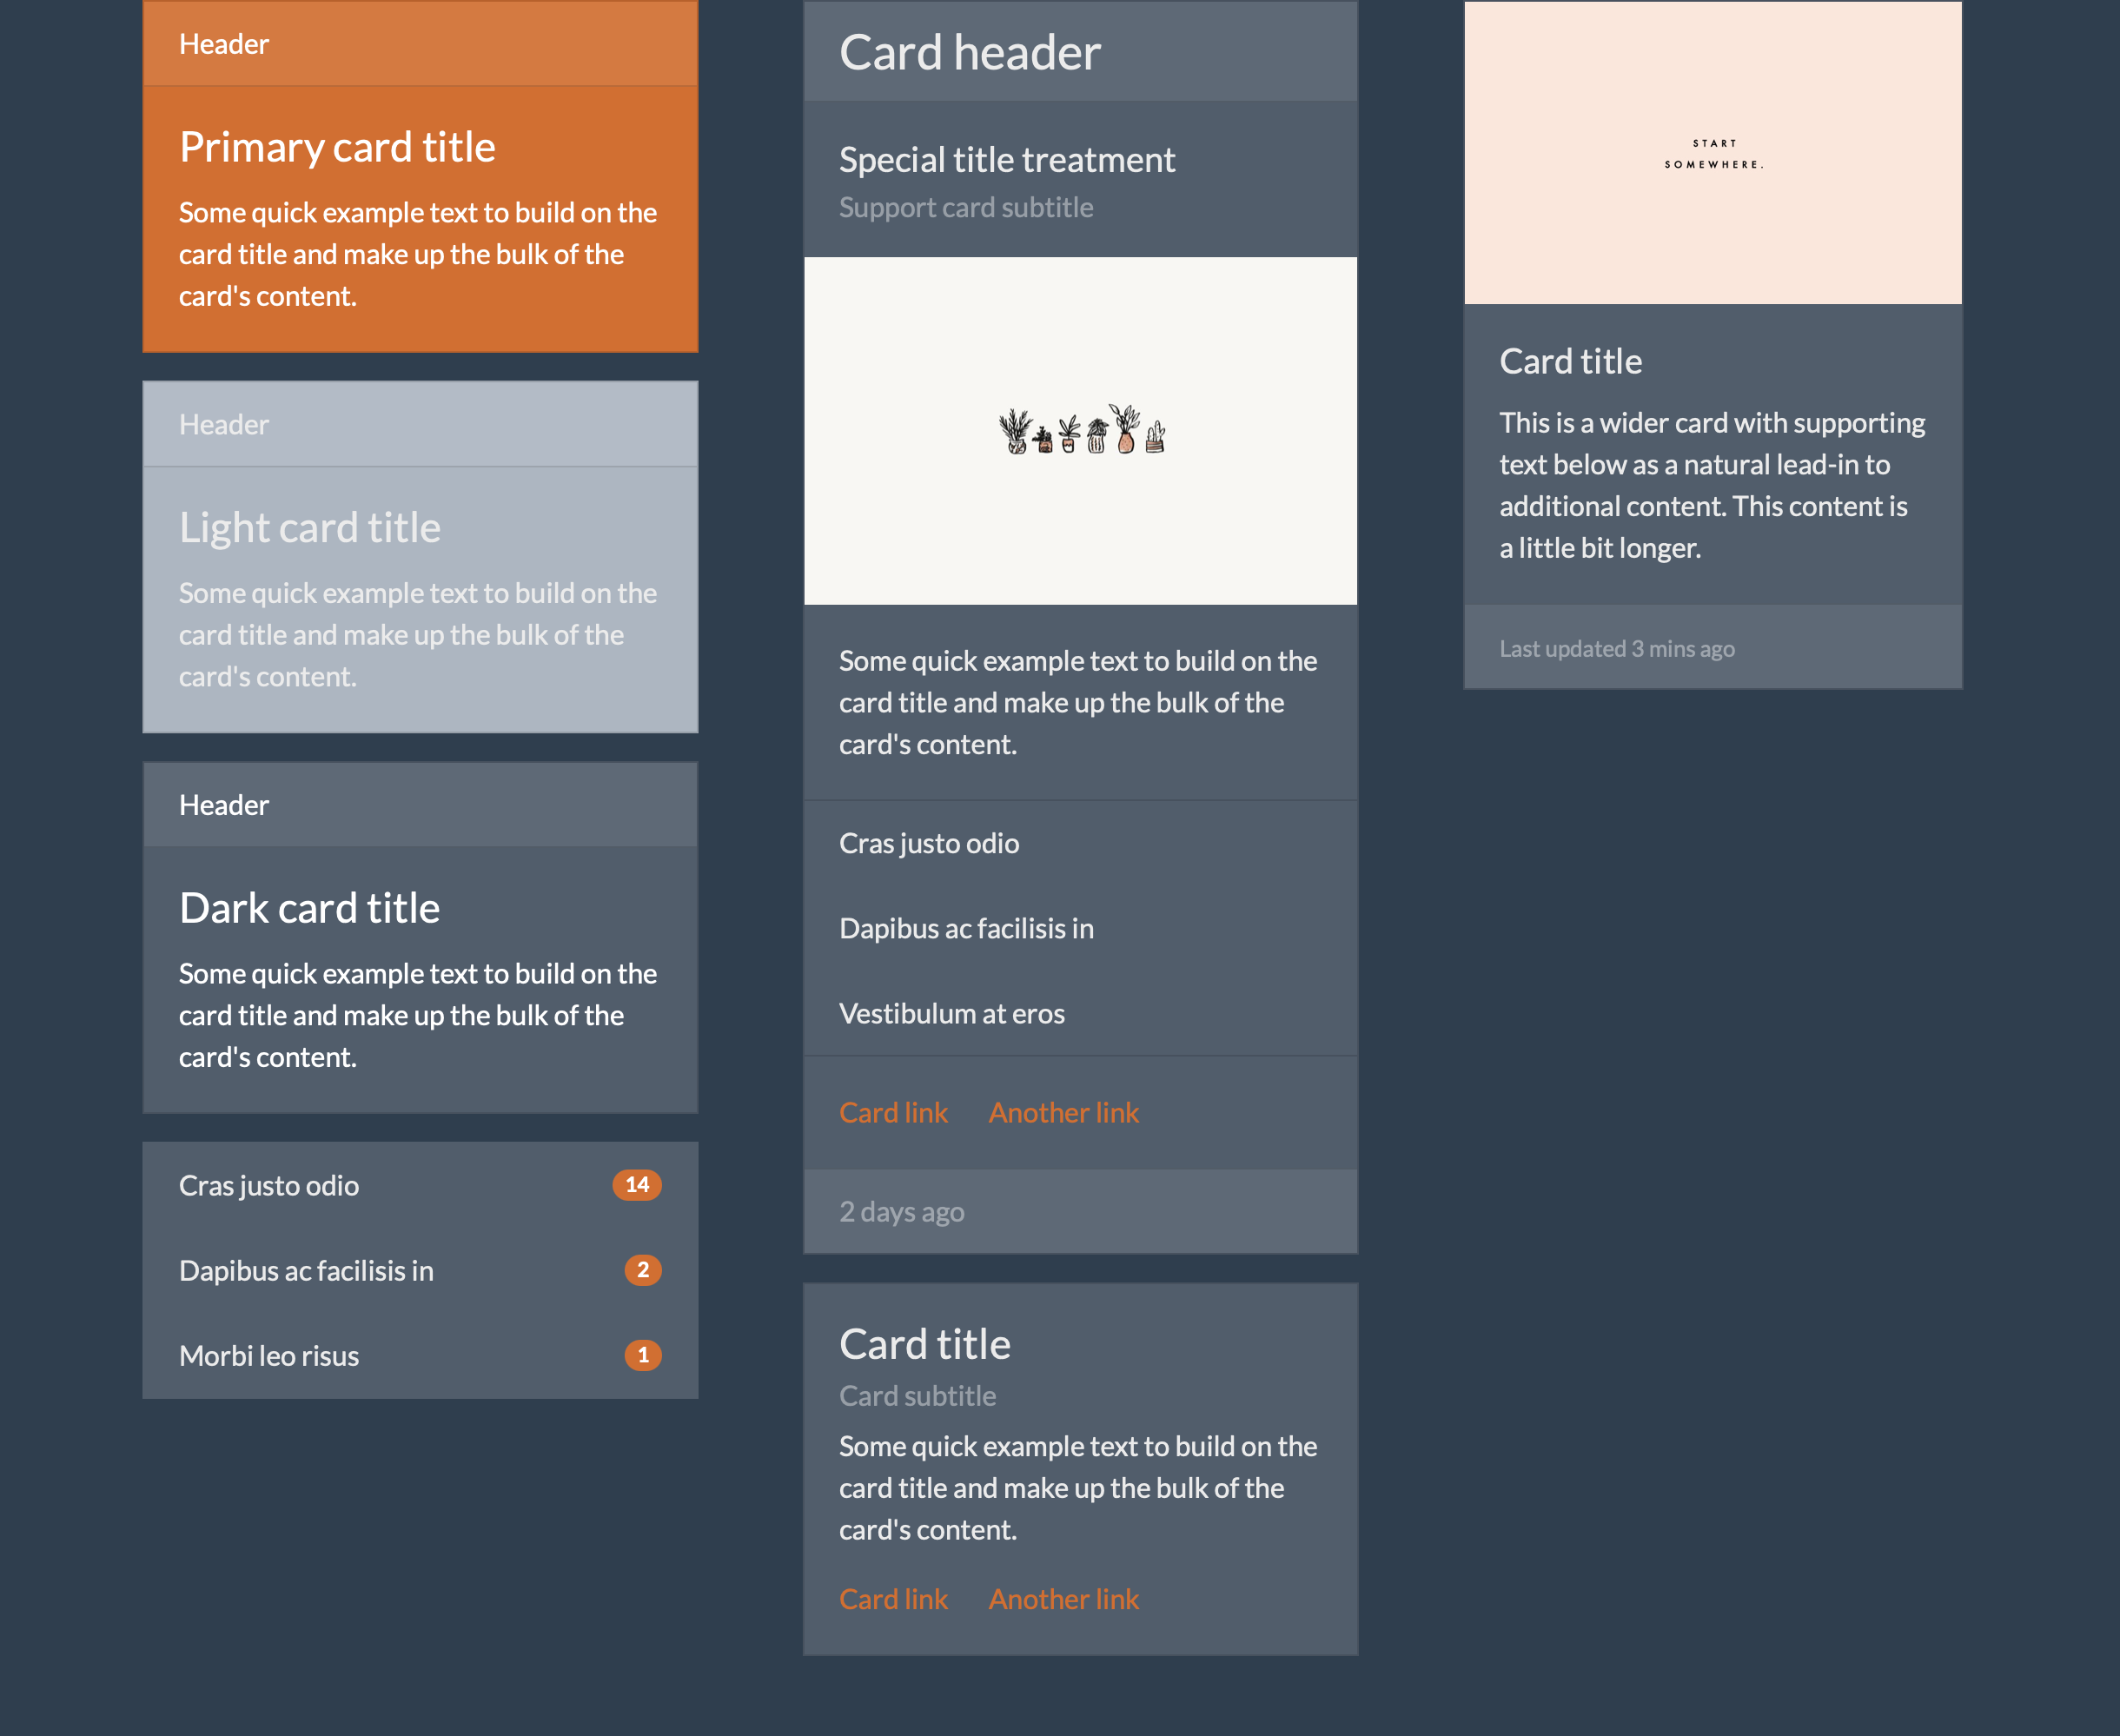 Header
Primary card title
Some quick example text to build on the
card title and make up the bulk of the
card's content.
Header
Light card title
Some quick example text to build on the
card title and make up the bulk of the
card's content.
Header
Dark card title
Some quick example text to build on the
card title and make up the bulk of the
card's content.
Cras justo odio 14
Dapibus ac facilisis in 2
Morbi leo risus 1
Card header
Special title treatment
Support card subtitle
Some quick example text to build on the
card title and make up the bulk of the
card's content.
Cras justo odio
Dapibus ac facilisis in
Vestibulum at eros
Card link Another link
2 days ago
Card title
Card subtitle
Some quick example text to build on the
card title and make up the bulk of the
card's content.
Card link Another link
START
SOMEWHERE.
Card title
This is a wider card with supporting
text below as a natural lead-in to
additional content. This content is
a little bit longer.
Last updated 3 mins ago